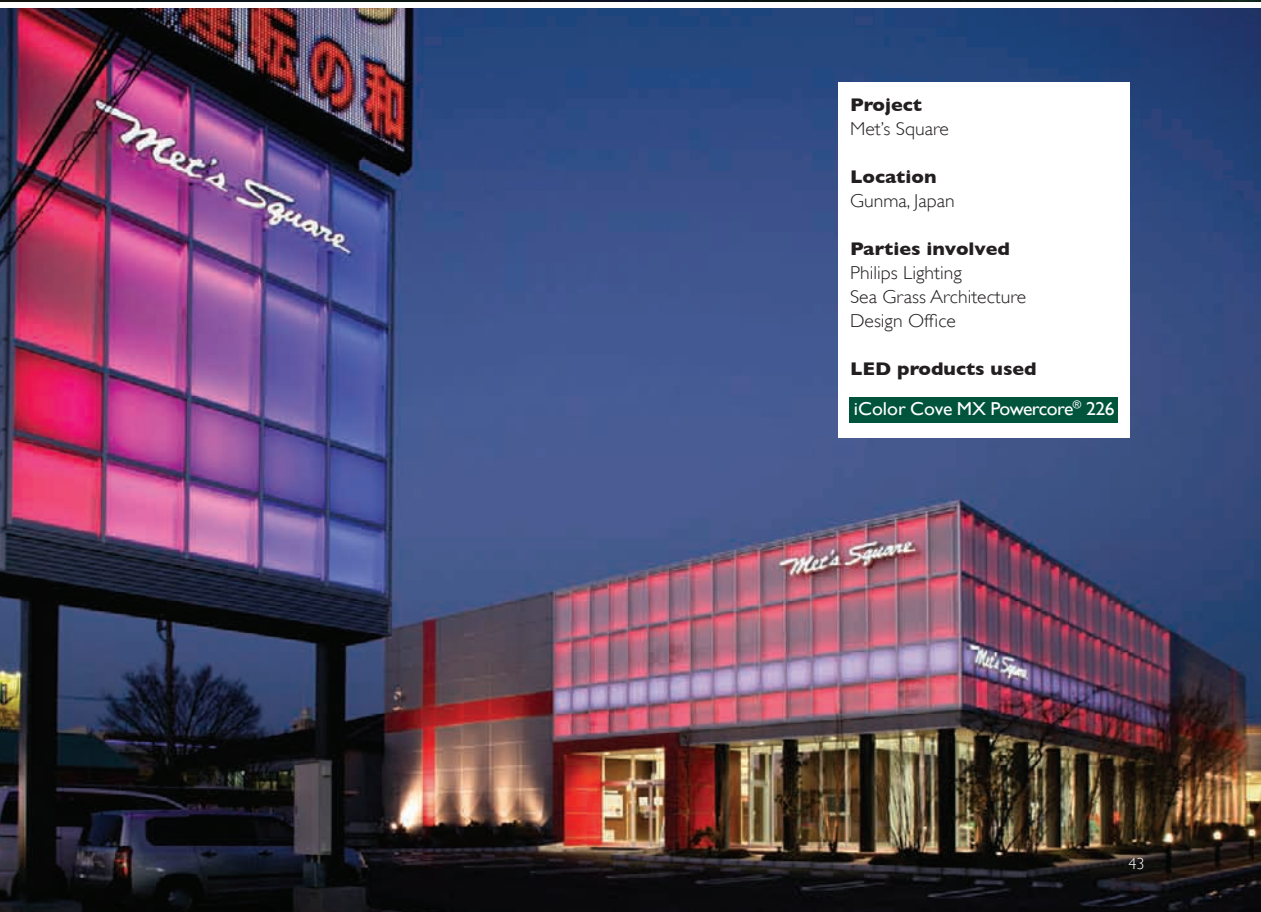 運転の和
Met's Square
Project
Met's Square
Location
Gunma, Japan
Parties involved
Philips Lighting
Sea Grass Architecture
Design Office
LED products used
iColor Cove MX Powercore® 226
Met's Square
Met's Square
43